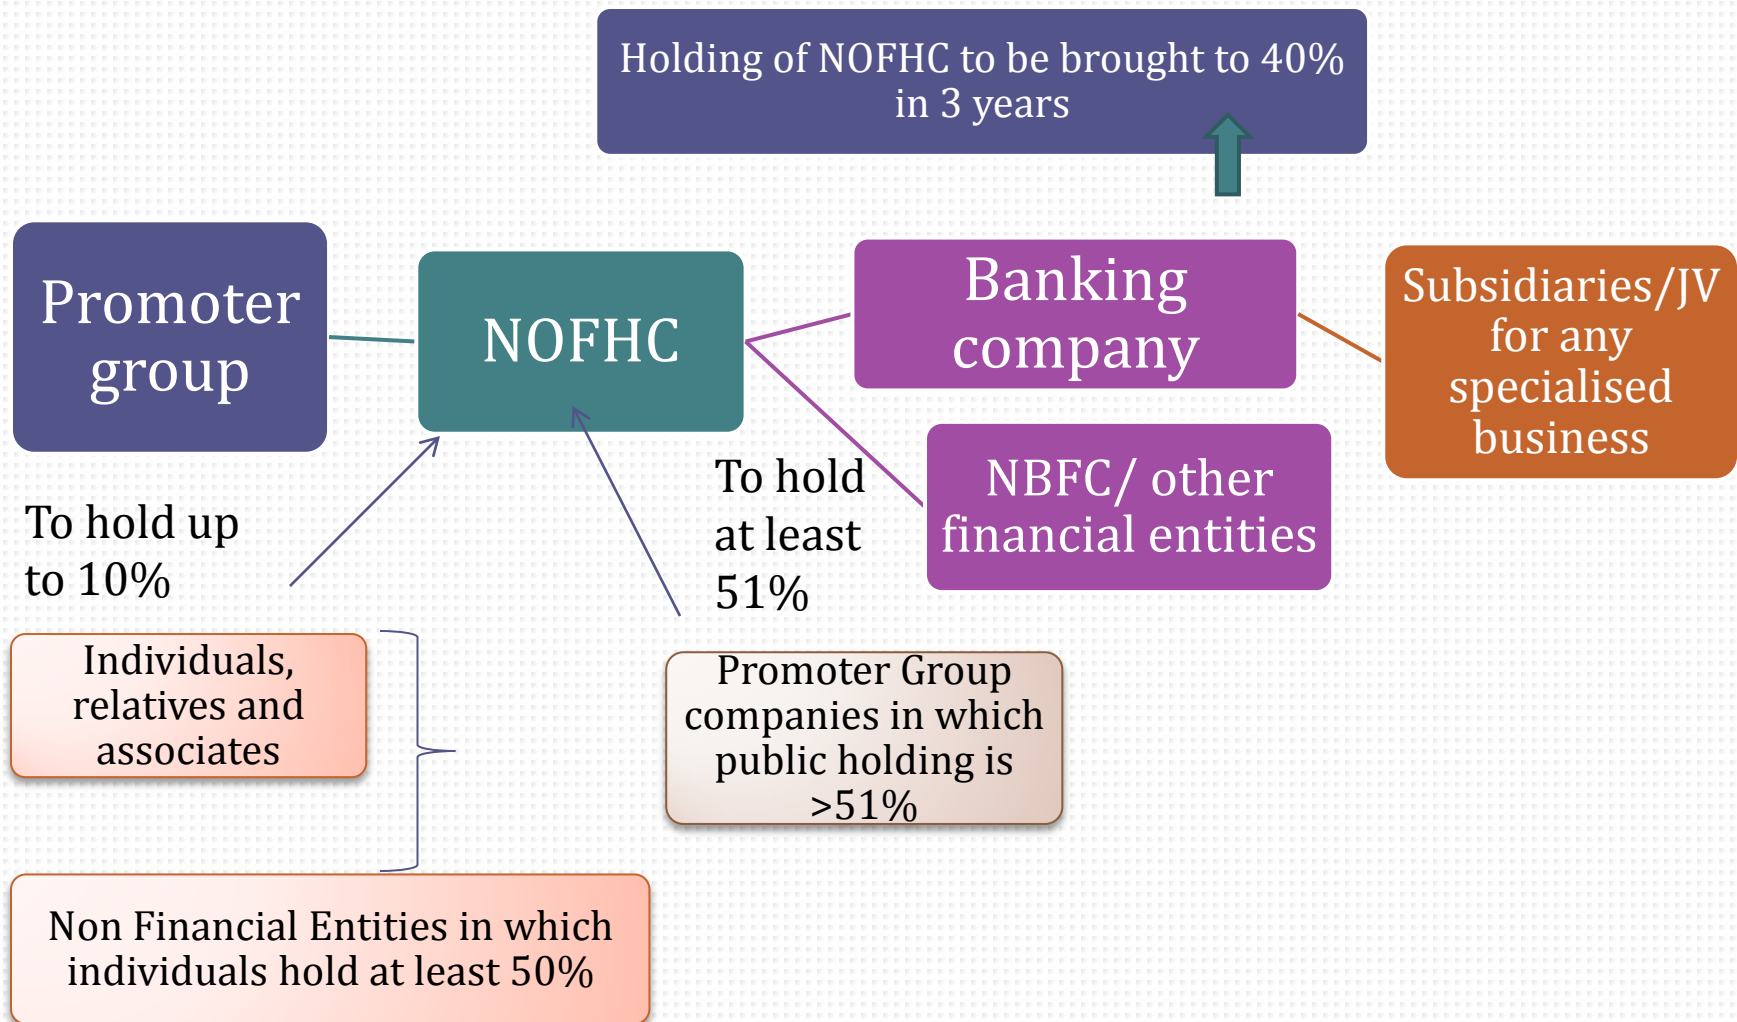 Holding of NOFHC to be brought to 40%
in 3 years
Promoter
group
NOFHC
Banking
company
Subsidiaries/JV
for any
specialised
business
NBFC/ other
financial entities
To hold up
to 10%
To hold
at least
51%
Individuals,
relatives and
associates
Promoter Group
companies in which
public holding is
>51%
Non Financial Entities in which
individuals hold at least 50%